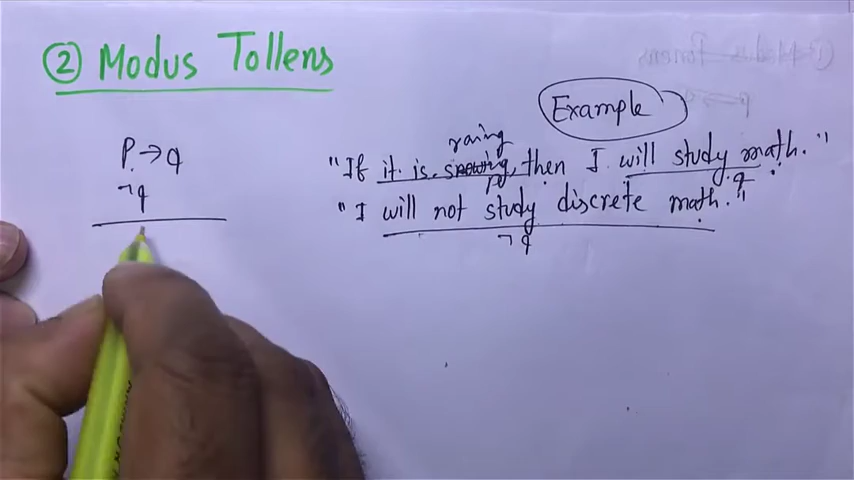 ② Modus Tollens
Example
P → q
¬q
raing
"If it is snowing, then I will study math."
p q
"I will not study discrete math."
¬q